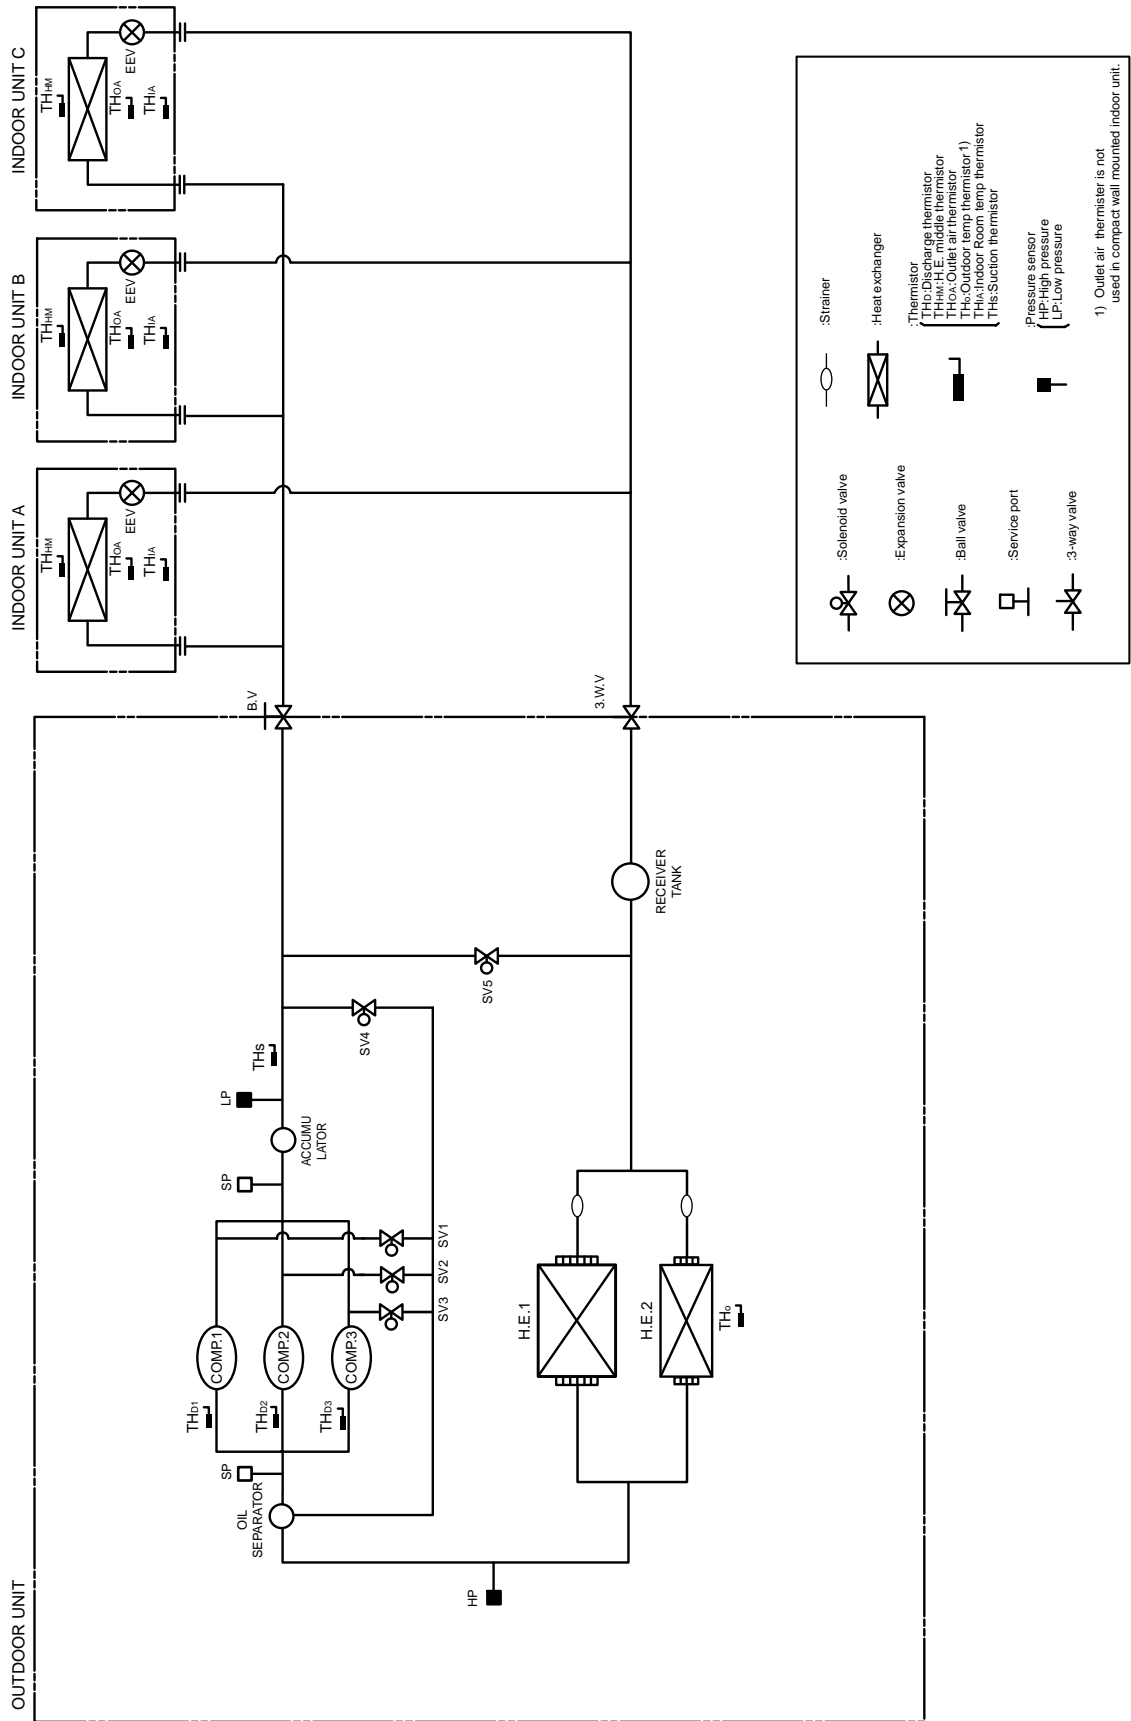 OUTDOOR UNIT
INDOOR UNIT A
INDOOR UNIT B
INDOOR UNIT C
THHM
THOA
THIA
EEV
THHM
THOA
THIA
EEV
THHM
THOA
THIA
EEV
B.V
3.W.V
SP
OIL
SEPARATOR
HP
THD1
THD2
THD3
COMP.1
COMP.2
COMP.3
SV3
SV2
SV1
SP
ACCUMU
LATOR
LP
THs
SV4
SV5
H.E.1
H.E.2
THo
RECEIVER
TANK
:Solenoid valve
:Expansion valve
:Ball valve
:Service port
:3-way valve
:Strainer
:Heat exchanger
:Thermistor
THD:Discharge thermistor
THHM:H.E. middle thermistor
THOA:Outlet air thermistor
THo:Outdoor temp thermistor 1)
THIA:Indoor Room temp thermistor
THs:Suction thermistor
:Pressure sensor
HP:High pressure
LP:Low pressure
1) Outlet air thermister is not
used in compact wall mounted indoor unit.